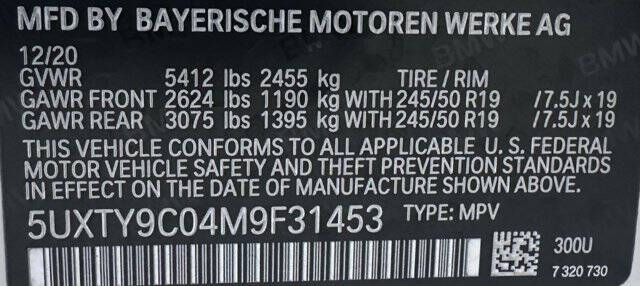 MFD BY BAYERISCHE MOTOREN WERKE AG
12/20
GVWR 5412 lbs 2455 kg TIRE / RIM
GAWR FRONT 2624 lbs 1190 kg WITH 245/50 R19 /7.5J x 19
GAWR REAR 3075 lbs 1395 kg WITH 245/50 R19 /7.5J x 19
THIS VEHICLE CONFORMS TO ALL APPLICABLE U. S. FEDERAL
MOTOR VEHICLE SAFETY AND THEFT PREVENTION STANDARDS
IN EFFECT ON THE DATE OF MANUFACTURE SHOWN ABOVE.
5UXTY9C04M9F31453 TYPE: MPV
300U
7 320 730